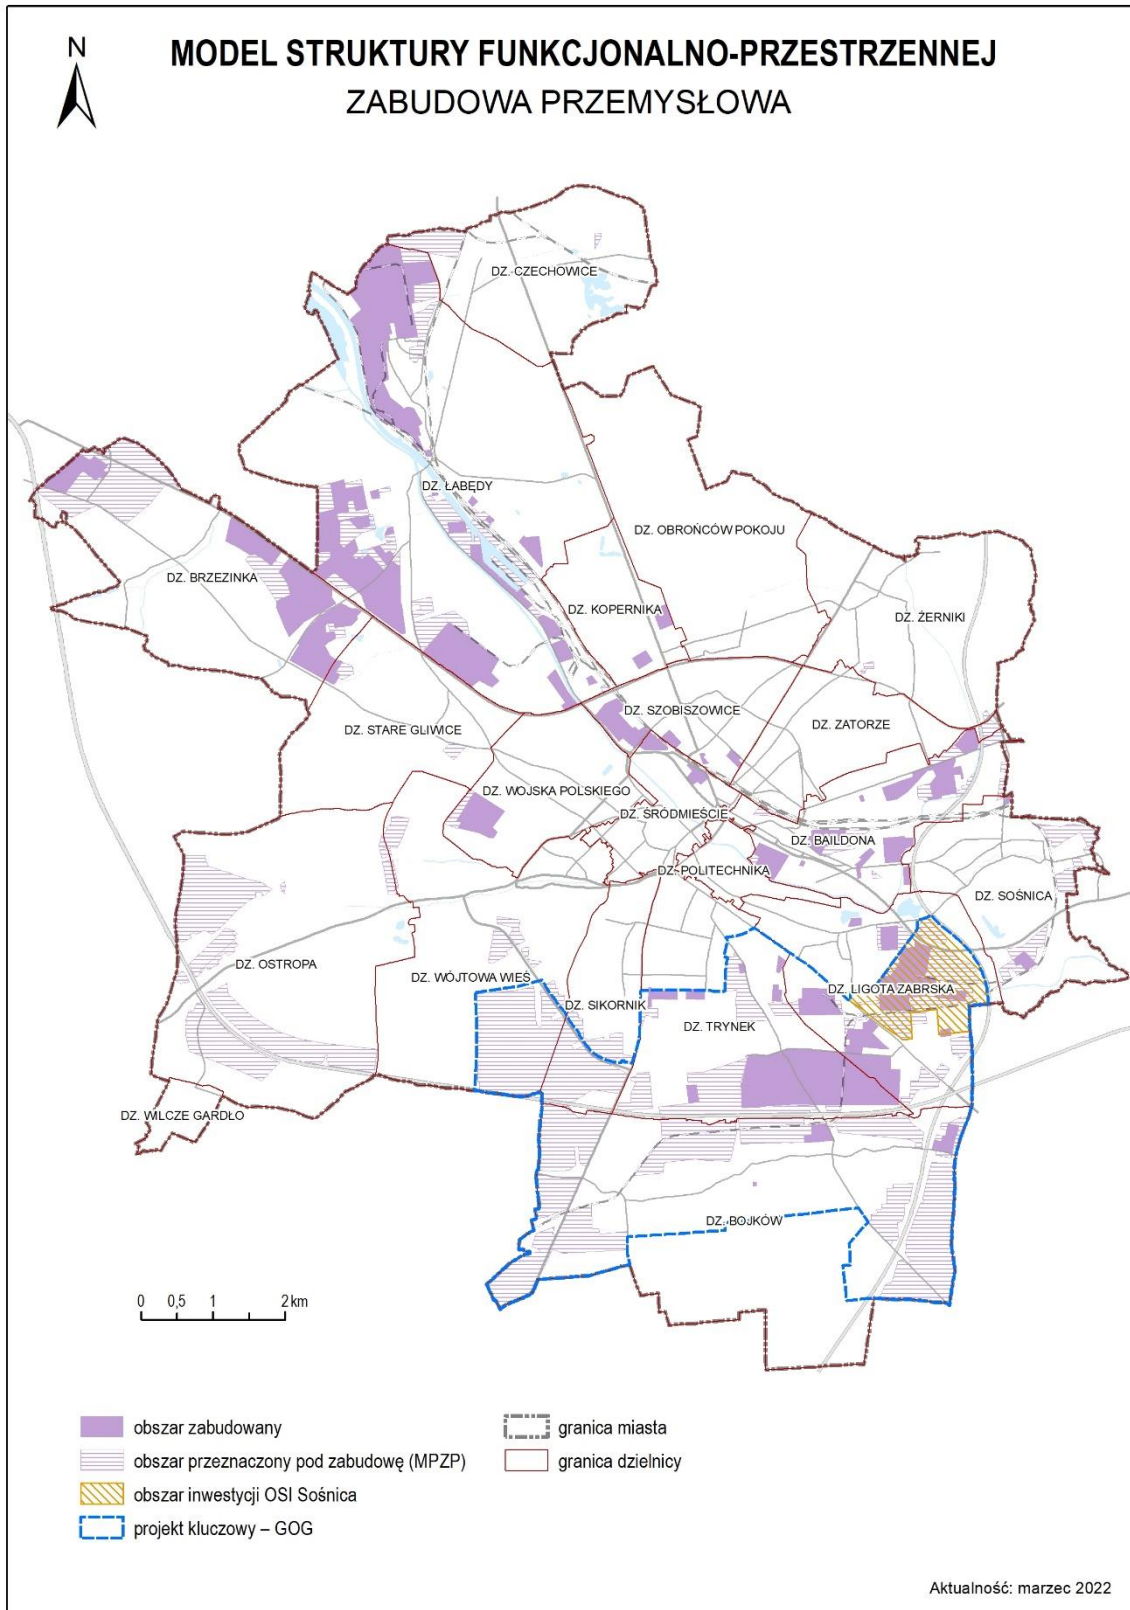 N
MODEL STRUKTURY FUNKCJONALNO-PRZESTRZENNEJ
ZABUDOWA PRZEMYSŁOWA
DZ. CZECHOWICE
DZ. ŁABĘDY
DZ. OBROŃCÓW POKOJU
DZ. BRZEZINKA
DZ. KOPERNIKA
DZ. ŻERNIKI
DZ. SZOBISZOWICE
DZ. STARE GLIWICE
DZ. ZATORZE
DZ. WOJSKA POLSKIEGO
DZ. ŚRÓDMIEŚCIE
DZ. BAILDONA
DZ. POLITECHNIKA
DZ. SOŚNICA
DZ. OSTROPA
DZ. WÓJTOWA WIEŚ
DZ. LIGOTA ZABRSKA
DZ. SIKORNIK
DZ. TRYNEK
DZ. WILCZE GARDŁO
DZ. BOJKÓW
0 0,5 1 2 km
obszar zabudowany
obszar przeznaczony pod zabudowę (MPZP)
obszar inwestycji OSI Sośnica
projekt kluczowy – GOG
granica miasta
granica dzielnicy
Aktualność: marzec 2022